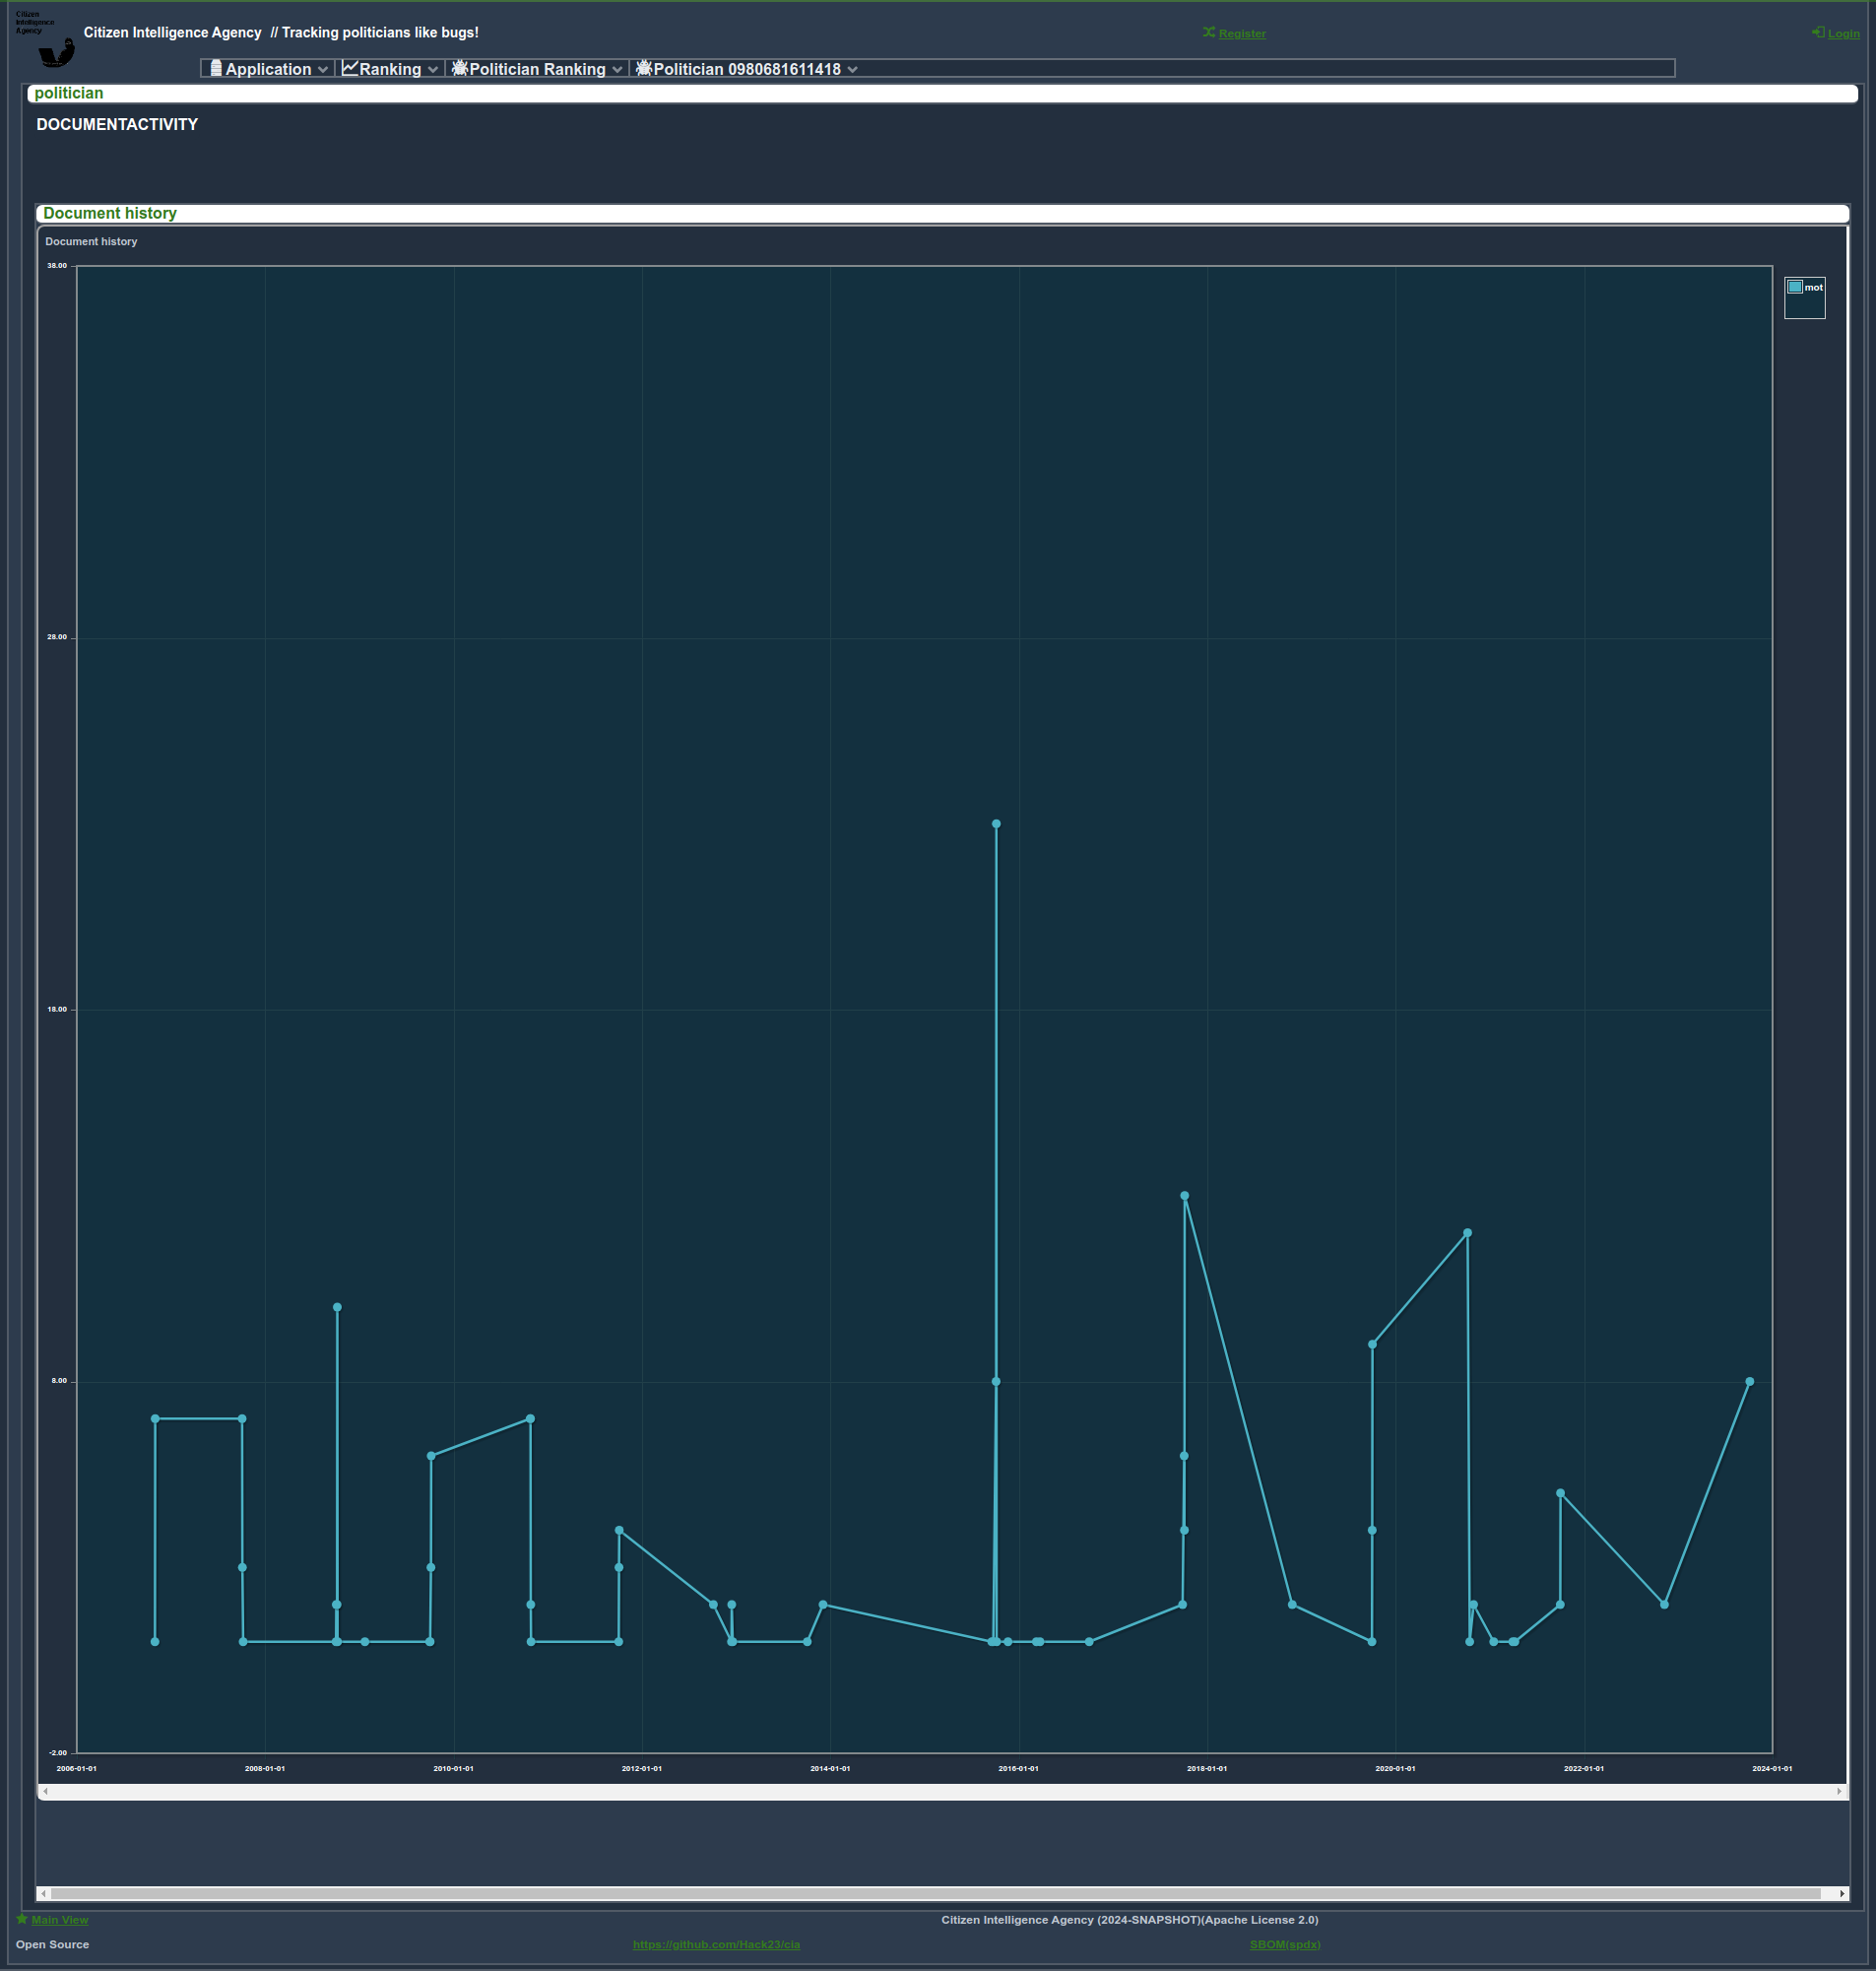 Citizen
Intelligence
Agency
Citizen Intelligence Agency // Tracking politicians like bugs!
Register
Login
Application
Ranking
Politician Ranking
Politician 0980681611418
politician
DOCUMENTACTIVITY
Document history
Document history
38.00
mot
28.00
18.00
8.00
-2.00
2006-01-01
2008-01-01
2010-01-01
2012-01-01
2014-01-01
2016-01-01
2018-01-01
2020-01-01
2022-01-01
2024-01-01
Main View
Citizen Intelligence Agency (2024-SNAPSHOT)(Apache License 2.0)
Open Source
https://github.com/Hack23/cia
SBOM(spdx)